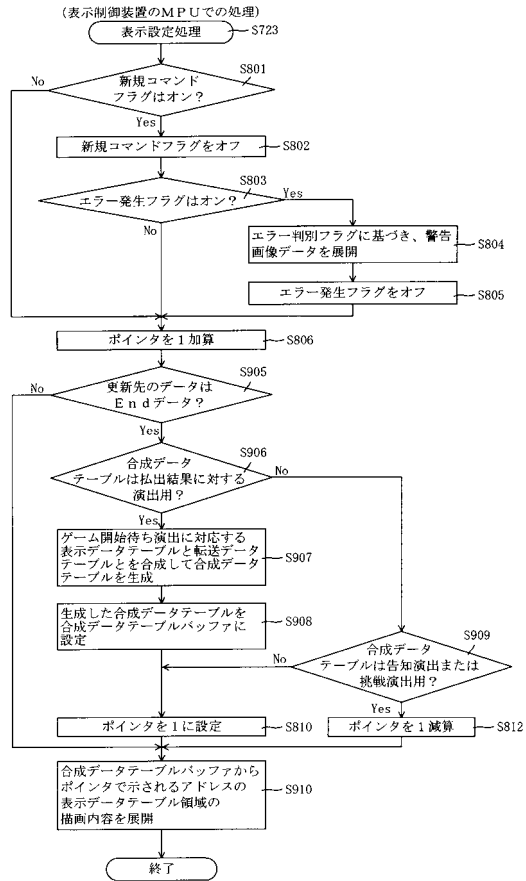 (表示制御装置のMPUでの処理)
表示設定処理
S723
S801
新規コマンド
フラグはオン?
No
Yes
新規コマンドフラグをオフ
S802
S803
エラー発生フラグはオン?
Yes
No
エラー判別フラグに基づき、警告
画像データを展開
S804
エラー発生フラグをオフ
S805
ポインタを1加算
S806
S905
更新先のデータは
Endデータ?
No
Yes
S906
合成データ
テーブルは払出結果に対する
演出用?
No
Yes
ゲーム開始待ち演出に対応する
表示データテーブルと転送データ
テーブルとを合成して合成データ
テーブルを生成
S907
生成した合成データテーブルを
合成データテーブルバッファに
設定
S908
S909
合成データ
テーブルは告知演出または
挑戦演出用?
No
Yes
ポインタを1に設定
S810
ポインタを1減算
S812
合成データテーブルバッファから
ポインタで示されるアドレスの
表示データテーブル領域の
描画内容を展開
S910
終了